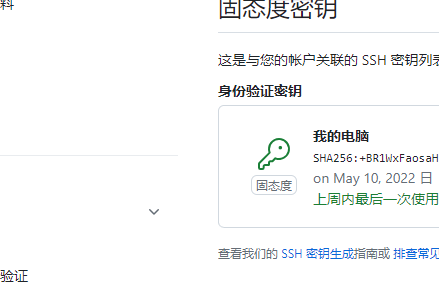 料
固态度密钥
这是与您的帐户关联的 SSH 密钥列表
身份验证密钥
我的电脑
SHA256:+BR1WxFaosaH
固态度
on May 10, 2022 日
上周内最后一次使用
查看我们的 SSH 密钥生成指南或 排查常见
验证